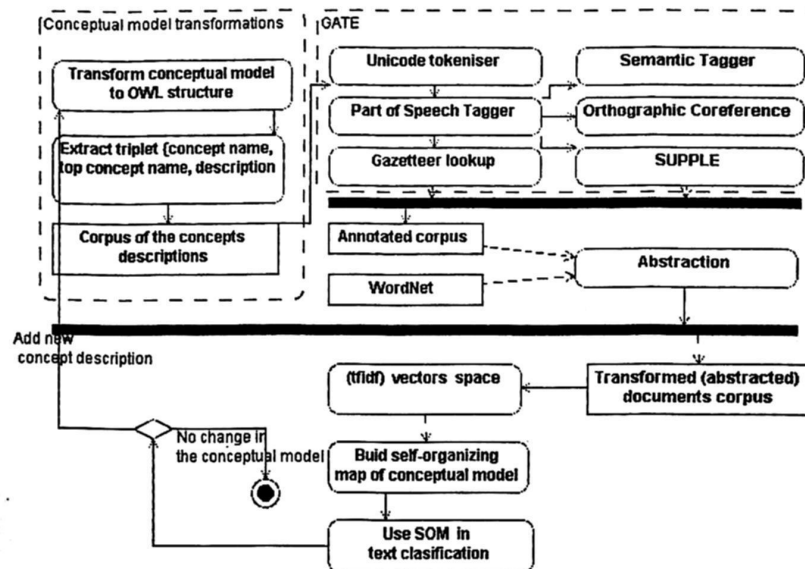 Conceptual model transformations
Transform conceptual model
to OWL structure
Extract triplet (concept name,
top concept name, description
Corpus of the concepts
descriptions
GATE
Unicode tokeniser
Semantic Tagger
Part of Speech Tagger
Orthographic Coreference
Gazetteer lookup
SUPPLE
Annotated corpus
WordNet
Abstraction
Add new
concept description
(tfidf) vectors space
Transformed (abstracted)
documents corpus
No change in
the conceptual model
Buid self-organizing
map of conceptual model
Use SOM in
text clasification